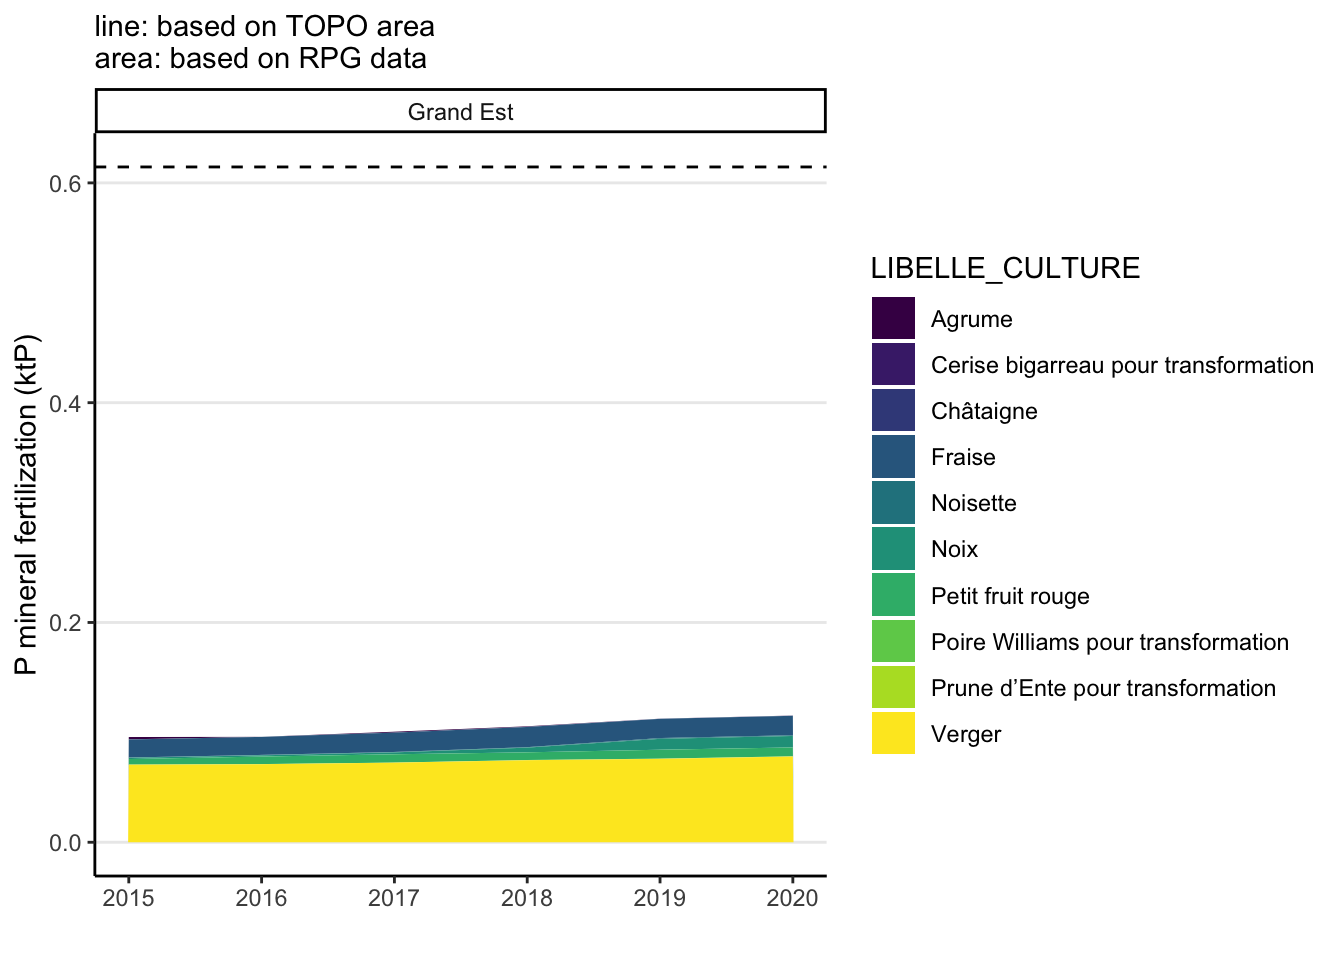 line: based on TOPO area
area: based on RPG data
Grand Est
P mineral fertilization (ktP)
0.6
0.4
0.2
0.0
2015 2016 2017 2018 2019 2020
LIBELLE_CULTURE
Agrume
Cerise bigarreau pour transformation
Châtaigne
Fraise
Noisette
Noix
Petit fruit rouge
Poire Williams pour transformation
Prune d’Ente pour transformation
Verger